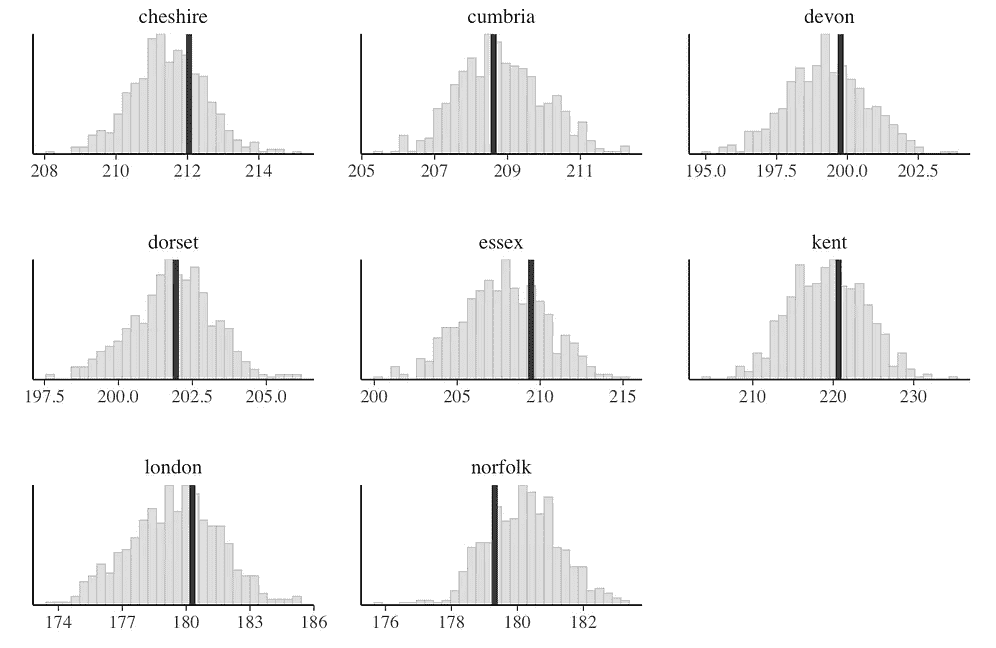 cheshire cumbria devon
208 210 212 214 205 207 209 211 195.0 197.5 200.0 202.5
dorset essex kent
197.5 200.0 202.5 205.0 200 205 210 215 210 220 230
london norfolk
174 177 180 183 186 176 178 180 182